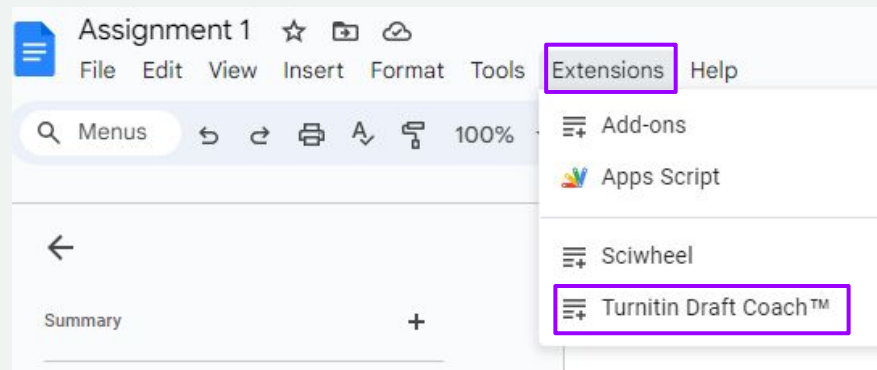 Assignment 1
File Edit View Insert Format Tools Extensions Help
Menus 100%
Add-ons
Apps Script
Sciwheel
Turnitin Draft Coach™
Summary